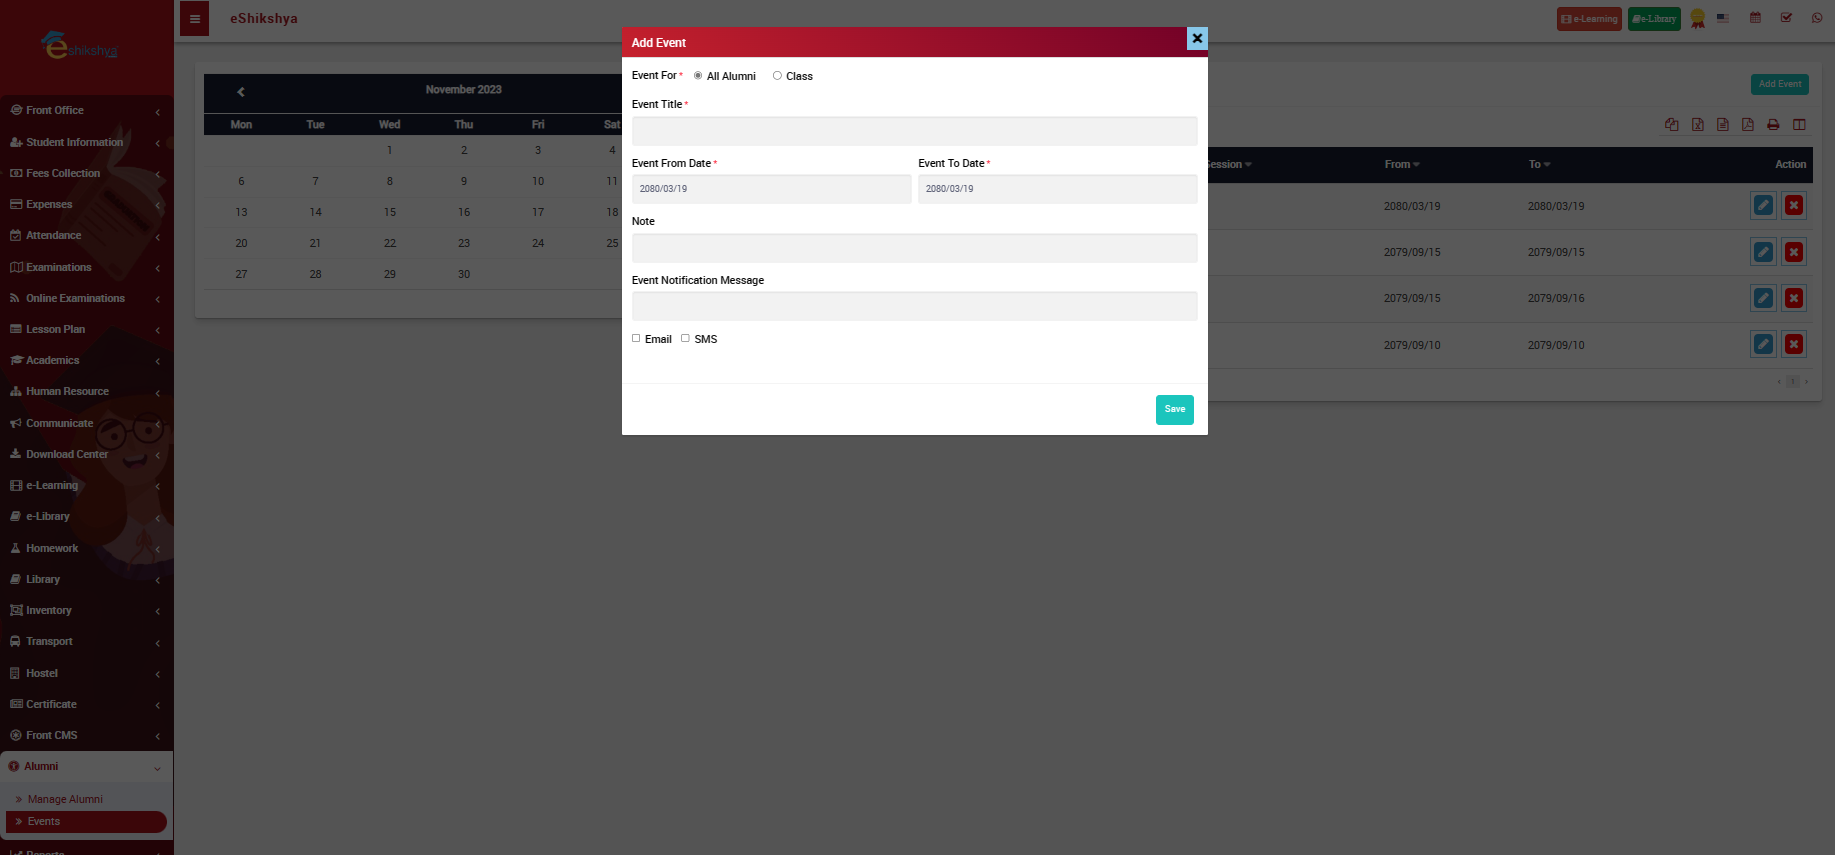 eshikshya
eShikshya
e-Learning
e-Library
Front Office
Student Information
Fees Collection
Expenses
Attendance
Examinations
Online Examinations
Lesson Plan
Academics
Human Resource
Communicate
Download Center
e-Learning
e-Library
Homework
Library
Inventory
Transport
Hostel
Certificate
Front CMS
Alumni
Manage Alumni
Events
Reports
November 2023
Mon Tue Wed Thu Fri Sat
1 2 3 4
6 7 8 9 10 11
13 14 15 16 17 18
20 21 22 23 24 25
27 28 29 30
Add Event
Event For * All Alumni Class
Event Title *
Event From Date * Event To Date *
2080/03/19 2080/03/19
Note
Event Notification Message
Email SMS
Save
Add Event
Session From To Action
2080/03/19 2080/03/19
2079/09/15 2079/09/15
2079/09/15 2079/09/16
2079/09/10 2079/09/10
1